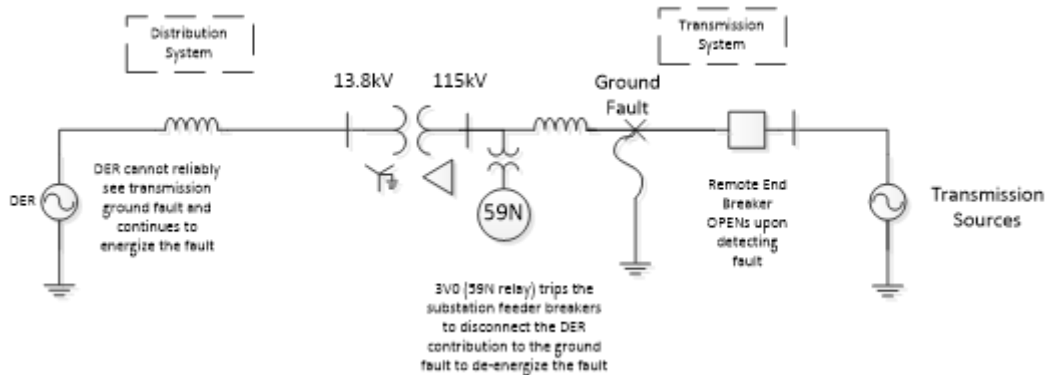 Distribution
System
Transmission
System
13.8kV
115kV
Ground
Fault
DER cannot reliably
see transmission
ground fault and
continues to
energize the fault
DER
59N
Remote End
Breaker
OPENs upon
detecting
fault
Transmission
Sources
3V0 (59N relay) trips the
substation feeder breakers
to disconnect the DER
contribution to the ground
fault to de-energize the fault